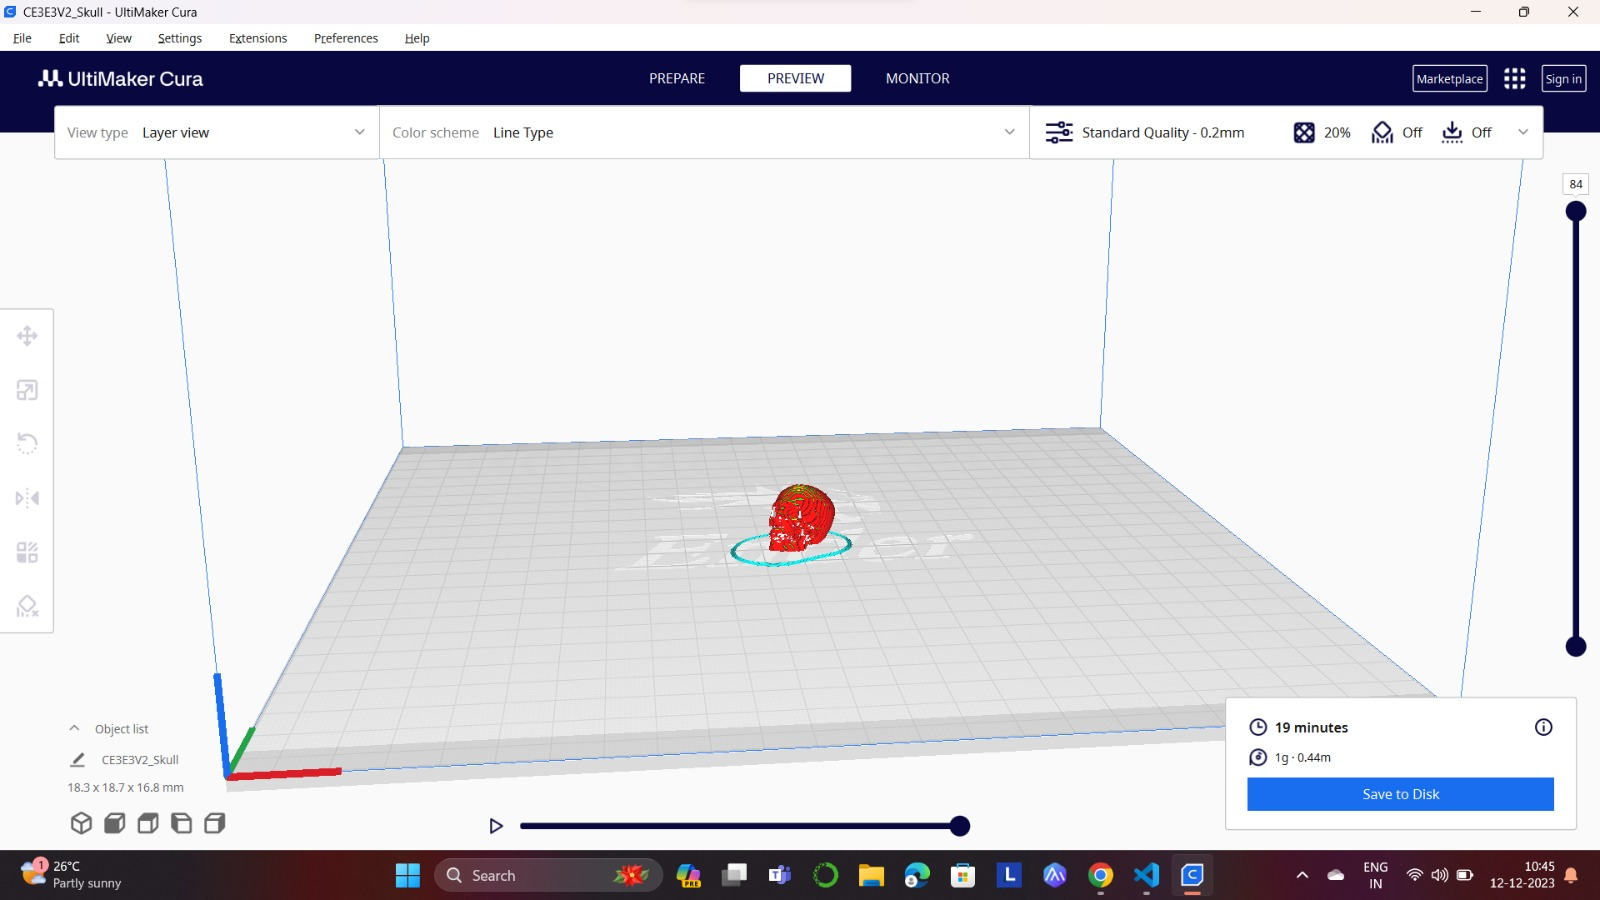 CE3E3V2_Skull - UltiMaker Cura
File Edit View Settings Extensions Preferences Help
UltiMaker Cura
PREPARE PREVIEW MONITOR
Marketplace
Sign in
View type Layer view
Color scheme Line Type
Standard Quality - 0.2mm 20% Off Off
84
Object list
CE3E3V2_Skull
18.3 x 18.7 x 16.8 mm
19 minutes
1g · 0.44m
Save to Disk
1
26°C
Partly sunny
Search
PRE
L
ENG
IN
10:45
12-12-2023